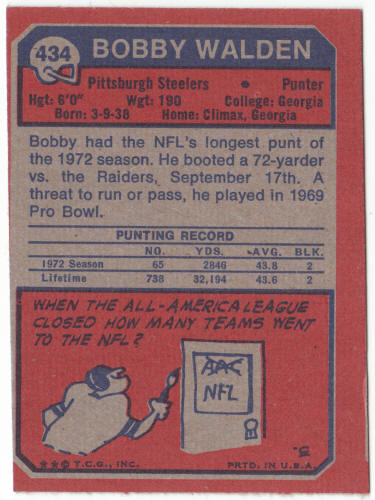 434 BOBBY WALDEN
Pittsburgh Steelers • Punter
Hgt: 6'0" Wgt: 190 College: Georgia
Born: 3-9-38 Home: Climax, Georgia
Bobby had the NFL's longest punt of
the 1972 season. He booted a 72-yarder
vs. the Raiders, September 17th. A
threat to run or pass, he played in 1969
Pro Bowl.
PUNTING RECORD
NO. YDS. AVG. BLK.
1972 Season 65 2846 43.8 2
Lifetime 738 32,194 43.6 2
WHEN THE ALL-AMERICA LEAGUE
CLOSED HOW MANY TEAMS WENT
TO THE NFL?
AAC
NFL
★★© T.C.G., INC. PRTD. IN U.S.A.